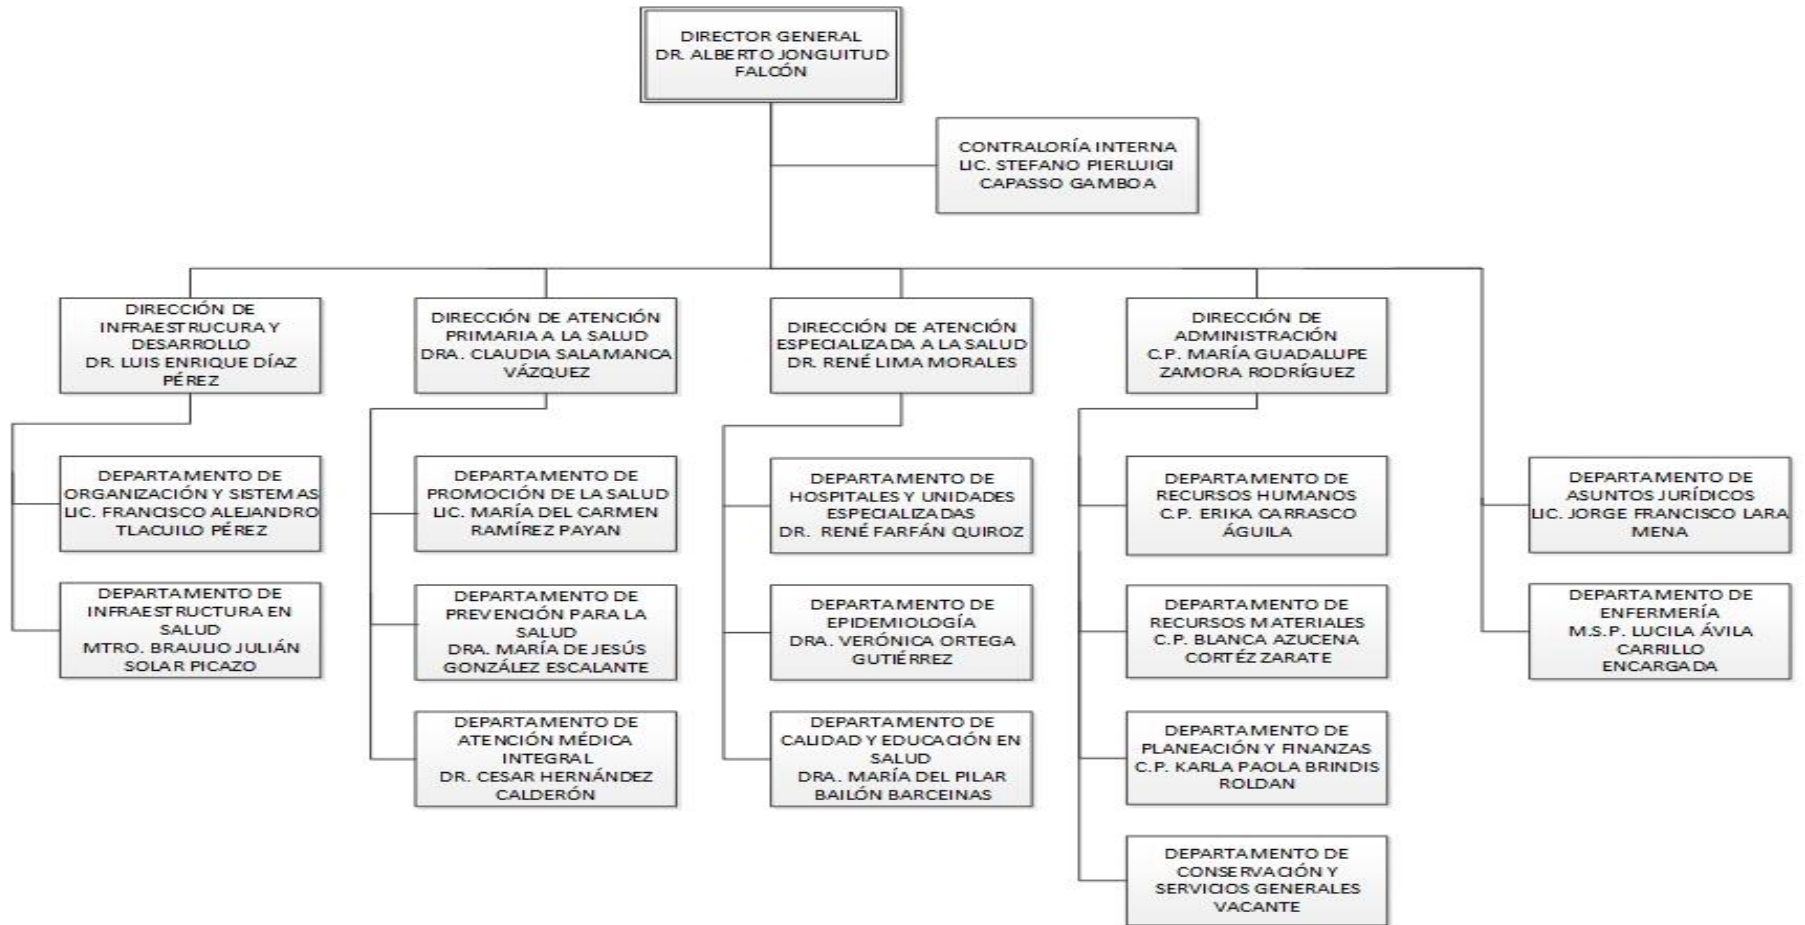 DIRECTOR GENERAL
DR. ALBERTO JONGUITUD
FALCÓN
CONTRALORÍA INTERNA
LIC. STEFANO PIERLUIGI
CAPASSO GAMBOA
DIRECCIÓN DE
INFRAESTRUCURA Y
DESARROLLO
DR. LUIS ENRIQUE DÍAZ
PÉREZ
DIRECCIÓN DE ATENCIÓN
PRIMARIA A LA SALUD
DRA. CLAUDIA SALAMANCA
VÁZQUEZ
DIRECCIÓN DE ATENCIÓN
ESPECIALIZADA A LA SALUD
DR. RENÉ LIMA MORALES
DIRECCIÓN DE
ADMINISTRACIÓN
C.P. MARÍA GUADALUPE
ZAMORA RODRÍGUEZ
DEPARTAMENTO DE
ORGANIZACIÓN Y SISTEMAS
LIC. FRANCISCO ALEJANDRO
TLACUILO PÉREZ
DEPARTAMENTO DE
PROMOCIÓN DE LA SALUD
LIC. MARÍA DEL CARMEN
RAMÍREZ PAYAN
DEPARTAMENTO DE
HOSPITALES Y UNIDADES
ESPECIALIZADAS
DR. RENÉ FARFÁN QUIROZ
DEPARTAMENTO DE
RECURSOS HUMANOS
C.P. ERIKA CARRASCO
ÁGUILA
DEPARTAMENTO DE
ASUNTOS JURÍDICOS
LIC. JORGE FRANCISCO LARA
MENA
DEPARTAMENTO DE
INFRAESTRUCTURA EN
SALUD
MTRO. BRAULIO JULIÁN
SOLAR PICAZO
DEPARTAMENTO DE
PREVENCIÓN PARA LA
SALUD
DRA. MARÍA DE JESÚS
GONZÁLEZ ESCALANTE
DEPARTAMENTO DE
EPIDEMIOLOGÍA
DRA. VERÓNICA ORTEGA
GUTIÉRREZ
DEPARTAMENTO DE
RECURSOS MATERIALES
C.P. BLANCA AZUCENA
CORTÉZ ZARATE
DEPARTAMENTO DE
ENFERMERÍA
M.S.P. LUCILA ÁVILA
CARRILLO
ENCARGADA
DEPARTAMENTO DE
ATENCIÓN MÉDICA
INTEGRAL
DR. CESAR HERNÁNDEZ
CALDERÓN
DEPARTAMENTO DE
CALIDAD Y EDUCACIÓN EN
SALUD
DRA. MARÍA DEL PILAR
BAILÓN BARCEINAS
DEPARTAMENTO DE
PLANEACIÓN Y FINANZAS
C.P. KARLA PAOLA BRINDIS
ROLDAN
DEPARTAMENTO DE
CONSERVACIÓN Y
SERVICIOS GENERALES
VACANTE